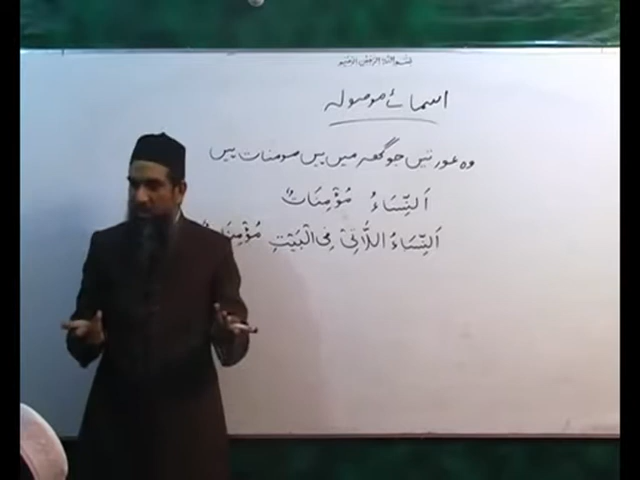 بسم اللہ الرحمٰن الرحیم
اسمائے موصولہ
وہ عورتیں جو گھر میں ہیں مومنات ہیں
اَلنِّسَاءُ مُؤْمِنَاتٌ
اَلنِّسَاءُ اللَّاتِیْ فِی الْبَیْتِ مُؤْمِنَاتٌ